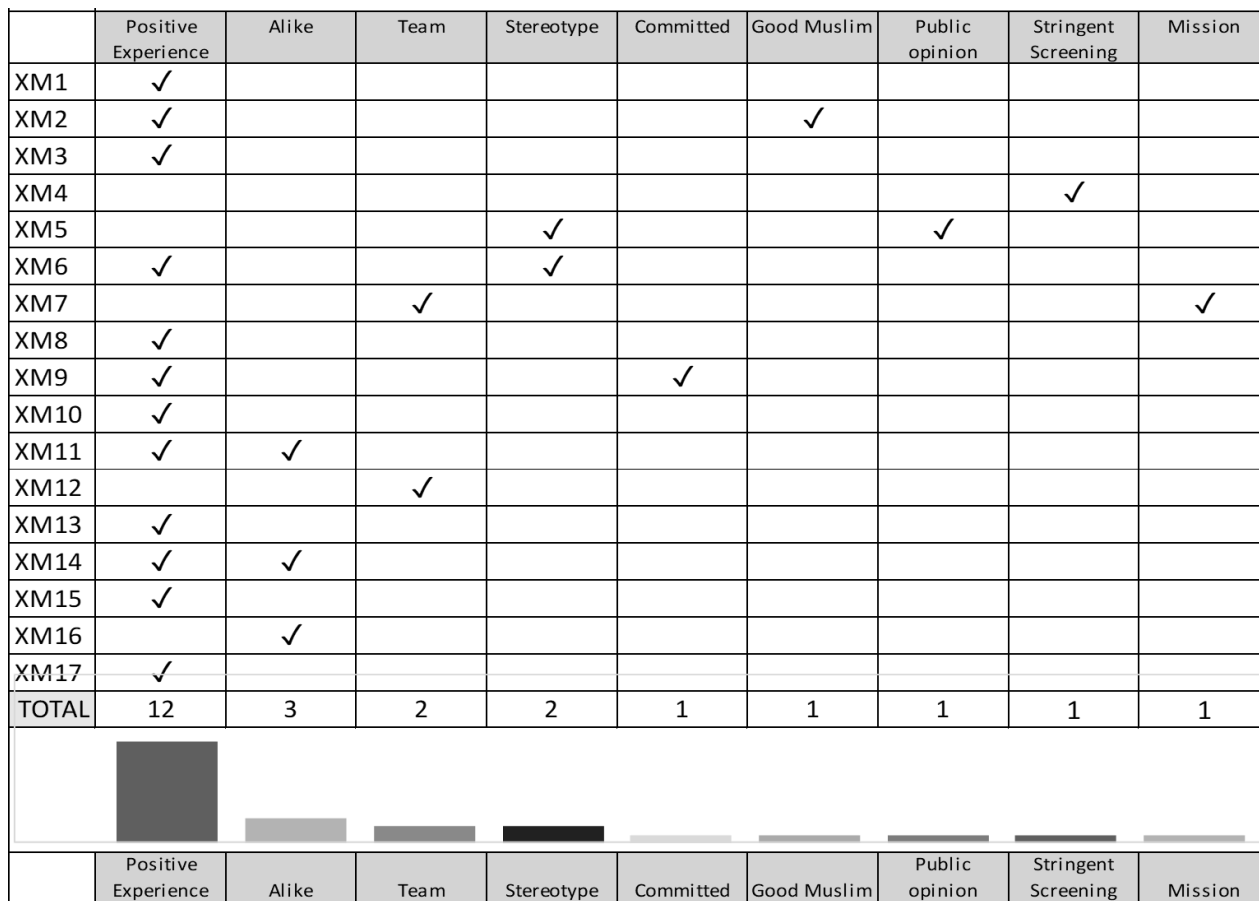 Positive Experience Alike Team Stereotype Committed Good Muslim Public opinion Stringent Screening Mission
XM1 ✓
XM2 ✓ ✓
XM3 ✓
XM4 ✓
XM5 ✓ ✓
XM6 ✓ ✓
XM7 ✓ ✓
XM8 ✓
XM9 ✓ ✓
XM10 ✓
XM11 ✓ ✓
XM12 ✓
XM13 ✓
XM14 ✓ ✓
XM15 ✓
XM16 ✓
XM17 ✓
TOTAL 12 3 2 2 1 1 1 1 1
Positive Experience Alike Team Stereotype Committed Good Muslim Public opinion Stringent Screening Mission